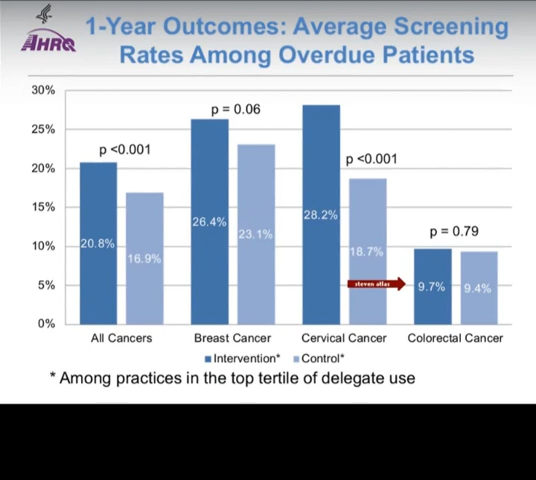 AHRQ
1-Year Outcomes: Average Screening
Rates Among Overdue Patients
30%
25%
20%
15%
10%
5%
0%
p <0.001
p = 0.06
p <0.001
p = 0.79
20.8%
16.9%
26.4%
23.1%
28.2%
18.7%
9.7%
9.4%
steven atlas
All Cancers
Breast Cancer
Cervical Cancer
Colorectal Cancer
Intervention*
Control*
* Among practices in the top tertile of delegate use